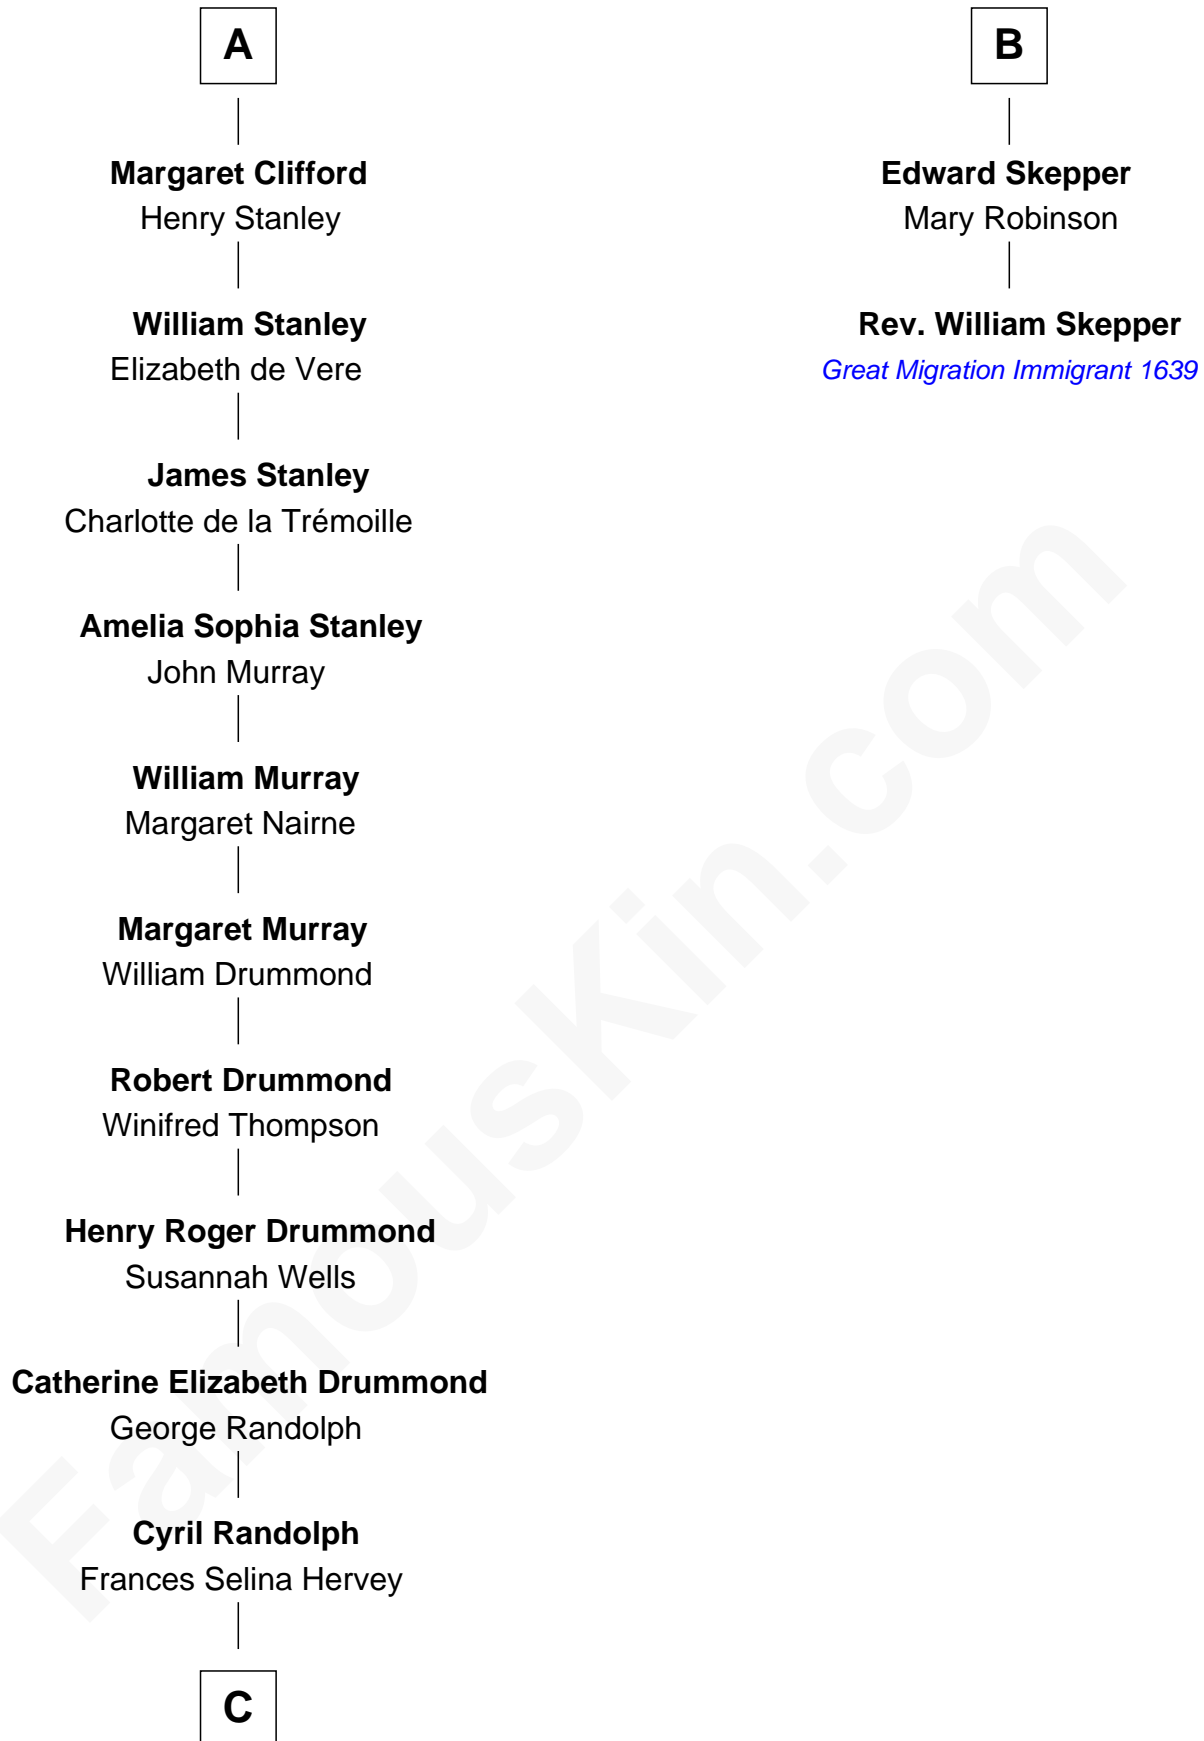 A
Margaret Clifford
Henry Stanley
William Stanley
Elizabeth de Vere
James Stanley
Charlotte de la Trémoille
Amelia Sophia Stanley
John Murray
William Murray
Margaret Nairne
Margaret Murray
William Drummond
Robert Drummond
Winifred Thompson
Henry Roger Drummond
Susannah Wells
Catherine Elizabeth Drummond
George Randolph
Cyril Randolph
Frances Selina Hervey
C
B
Edward Skepper
Mary Robinson
Rev. William Skepper
Great Migration Immigrant 1639
FamousKin.com